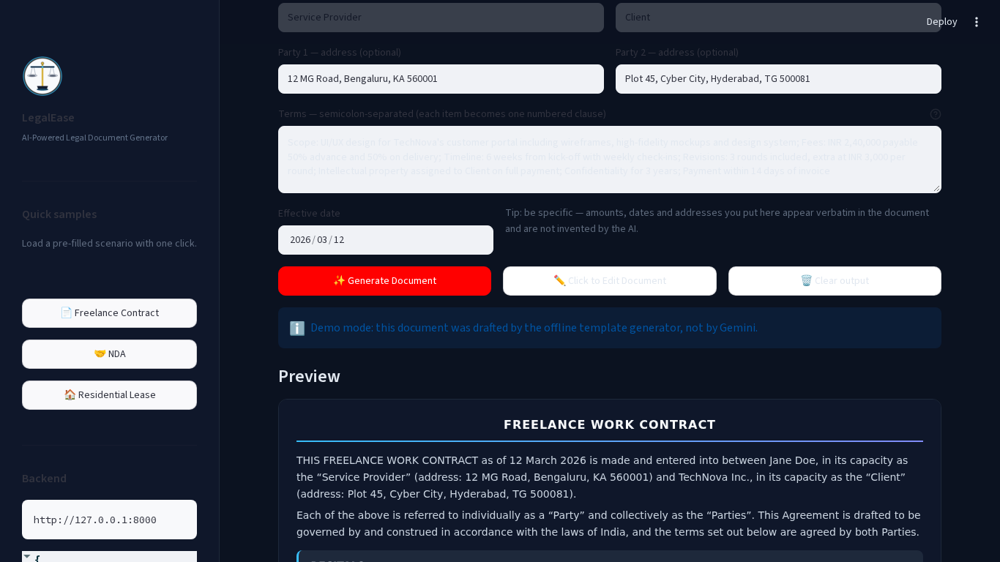 LegalEase
AI-Powered Legal Document Generator
Quick samples
Load a pre-filled scenario with one click.
📄 Freelance Contract
🤝 NDA
🏠 Residential Lease
Backend
http://127.0.0.1:8000
{
Deploy
Service Provider
Client
Party 1 — address (optional)
Party 2 — address (optional)
12 MG Road, Bengaluru, KA 560001
Plot 45, Cyber City, Hyderabad, TG 500081
Terms — semicolon-separated (each item becomes one numbered clause)
Scope: UI/UX design for TechNova's customer portal including wireframes, high-fidelity mockups and design system; Fees: INR 2,40,000 payable
50% advance and 50% on delivery; Timeline: 6 weeks from kick-off with weekly check-ins; Revisions: 3 rounds included, extra at INR 3,000 per
round; Intellectual property assigned to Client on full payment; Confidentiality for 3 years; Payment within 14 days of invoice
Effective date
2026/03/12
Tip: be specific — amounts, dates and addresses you put here appear verbatim in the document
and are not invented by the AI.
✨ Generate Document
✏️ Click to Edit Document
🗑️ Clear output
ℹ️ Demo mode: this document was drafted by the offline template generator, not by Gemini.
Preview
FREELANCE WORK CONTRACT
THIS FREELANCE WORK CONTRACT as of 12 March 2026 is made and entered into between Jane Doe, in its capacity as
the “Service Provider” (address: 12 MG Road, Bengaluru, KA 560001) and TechNova Inc., in its capacity as the “Client”
(address: Plot 45, Cyber City, Hyderabad, TG 500081).
Each of the above is referred to individually as a “Party” and collectively as the “Parties”. This Agreement is drafted to be
governed by and construed in accordance with the laws of India, and the terms set out below are agreed by both Parties.